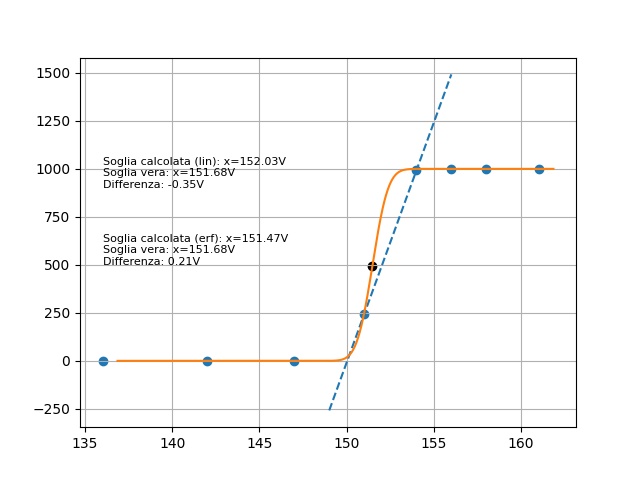 1500
1250
1000
750
500
250
0
−250
Soglia calcolata (lin): x=152.03V
Soglia vera: x=151.68V
Differenza: -0.35V
Soglia calcolata (erf): x=151.47V
Soglia vera: x=151.68V
Differenza: 0.21V
135 140 145 150 155 160